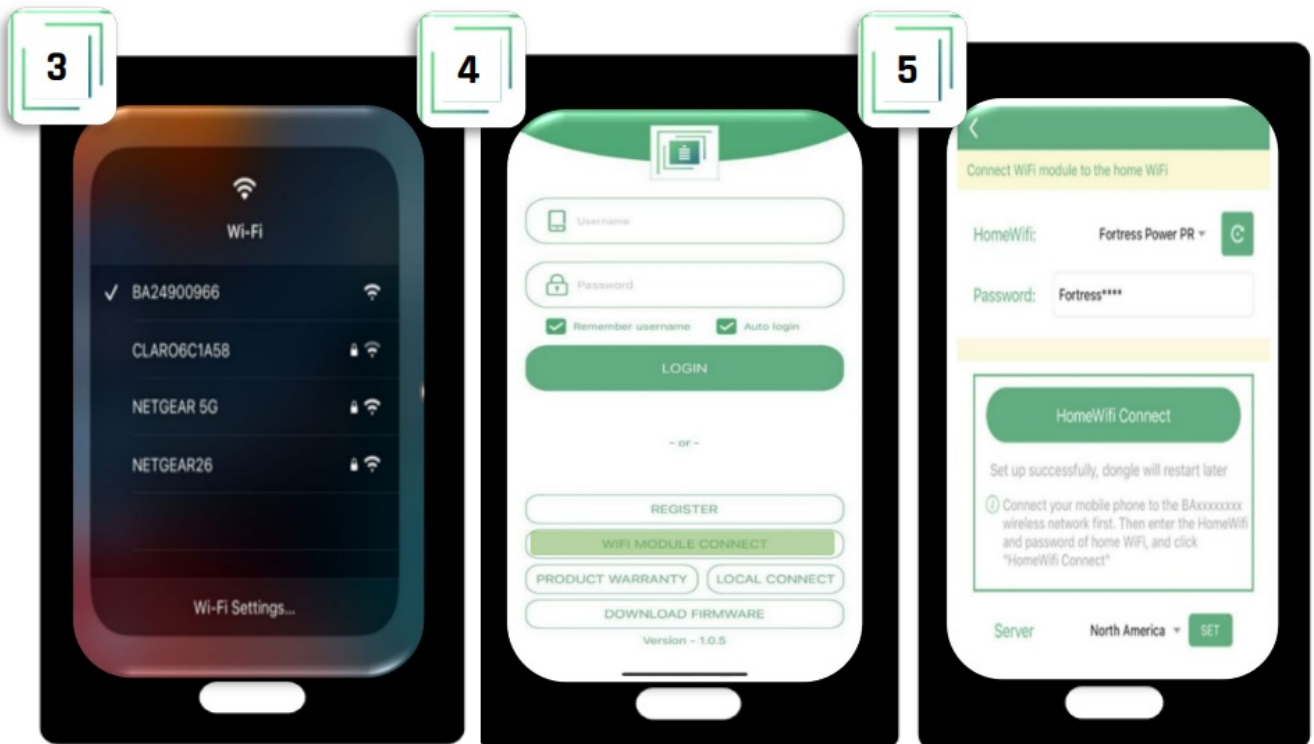 3
Wi-Fi
BA24900966
CLARO6C1A58
NETGEAR 5G
NETGEAR26
Wi-Fi Settings...
4
Username
Password
Remember username Auto login
LOGIN
- or -
REGISTER
WIFI MODULE CONNECT
PRODUCT WARRANTY LOCAL CONNECT
DOWNLOAD FIRMWARE
Version - 1.0.5
5
Connect WiFi module to the home WiFi
HomeWifi: Fortress Power PR
Password: Fortress****
HomeWifi Connect
Set up successfully, dongle will restart later
Connect your mobile phone to the BAxxxxxxxx
wireless network first. Then enter the HomeWifi
and password of home WiFi, and click
"HomeWifi Connect"
Server North America SET